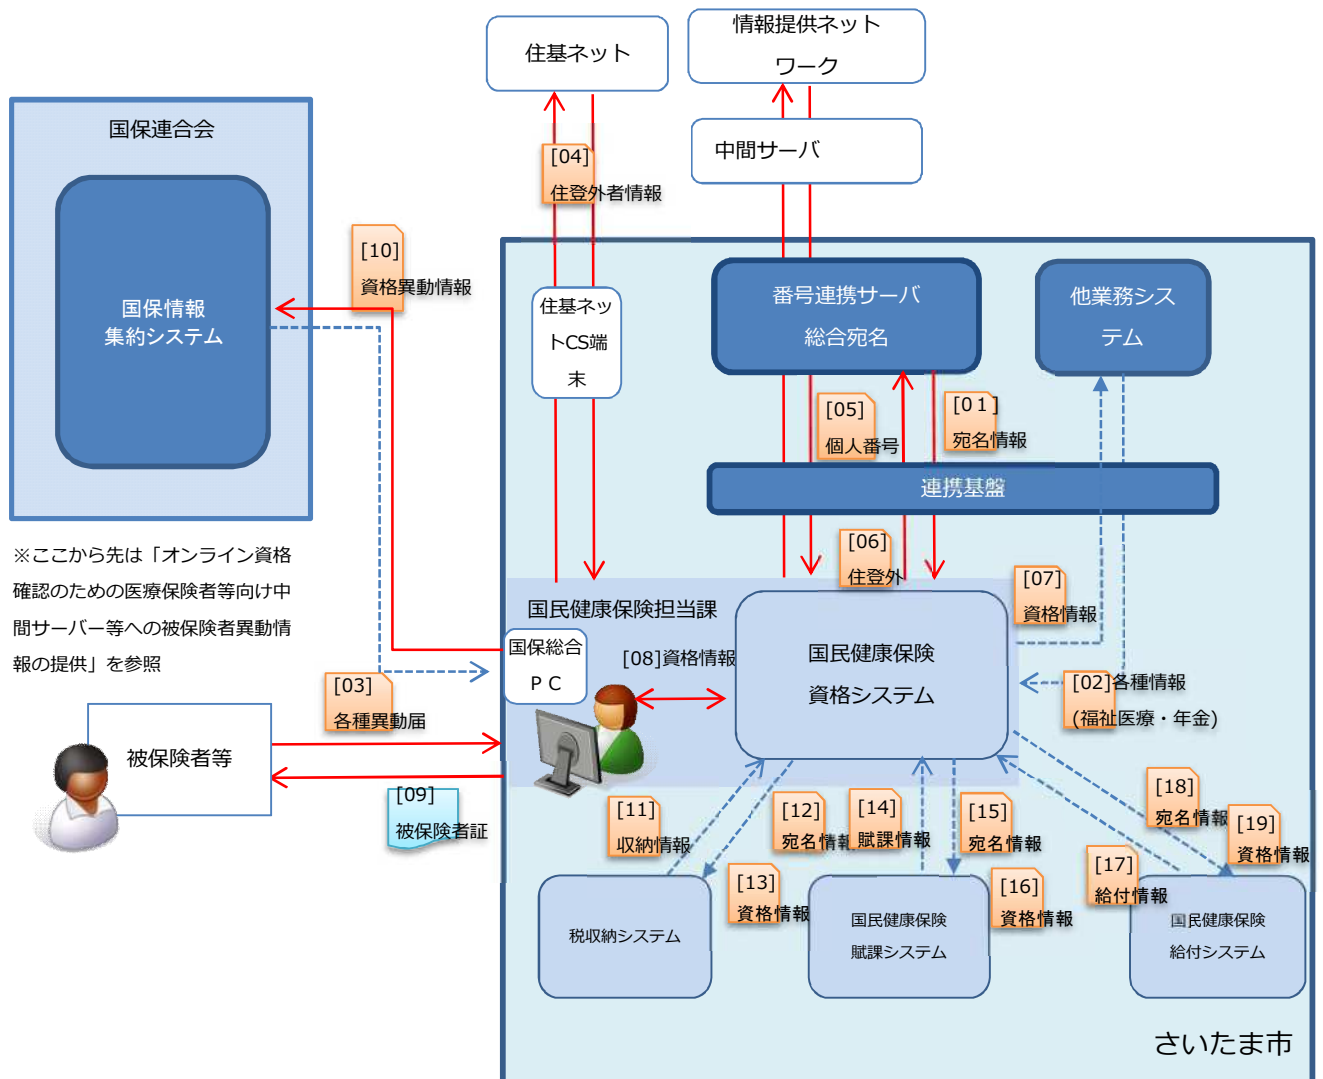 住基ネット
情報提供ネット
ワーク
中間サーバ
国保連合会
国保情報
集約システム
[04]
住登外者情報
[10]
資格異動情報
住基ネッ
トCS端
末
番号連携サーバ
総合宛名
他業務シス
テム
[05]
個人番号
[0１]
宛名情報
連携基盤
※ここから先は「オンライン資格
確認のための医療保険者等向け中
間サーバー等への被保険者異動情
報の提供」を参照
[06]
住登外
[07]
資格情報
国民健康保険担当課
国保総合
ＰＣ
[08]資格情報
国民健康保険
資格システム
[02]各種情報
(福祉医療・年金)
[03]
各種異動届
被保険者等
[09]
被保険者証
[11]
収納情報
[12]
宛名情報
[13]
資格情報
[14]
賦課情報
[15]
宛名情報
[16]
資格情報
[17]
給付情報
[18]
宛名情報
[19]
資格情報
税収納システム
国民健康保険
賦課システム
国民健康保険
給付システム
さいたま市